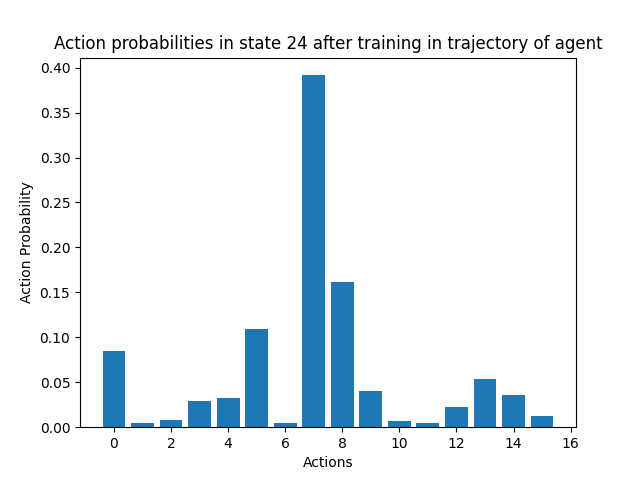 Action probabilities in state 24 after training in trajectory of agent
0.40
0.35
0.30
0.25
0.20
0.15
0.10
0.05
0.00
Action Probability
0 2 4 6 8 10 12 14 16
Actions